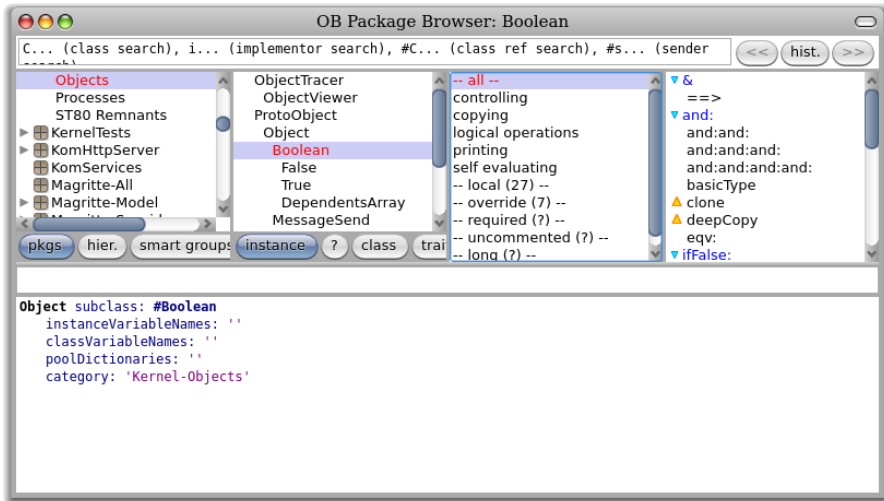 OB Package Browser: Boolean
C... (class search), i... (implementor search), #C... (class ref search), #s... (sender
search)
<< hist. >>
Objects
Processes
ST80 Remnants
KernelTests
KomHttpServer
KomServices
Magritte-All
Magritte-Model
pkgs hier. smart groups
ObjectTracer
ObjectViewer
ProtoObject
Object
Boolean
False
True
DependentsArray
MessageSend
instance ? class trai
-- all --
controlling
copying
logical operations
printing
self evaluating
-- local (27) --
-- override (7) --
-- required (?) --
-- uncommented (?) --
-- long (?) --
&
==>
and:
and:and:
and:and:and:
and:and:and:and:
basicType
clone
deepCopy
eqv:
ifFalse:
Object subclass: #Boolean
instanceVariableNames: ''
classVariableNames: ''
poolDictionaries: ''
category: 'Kernel-Objects'